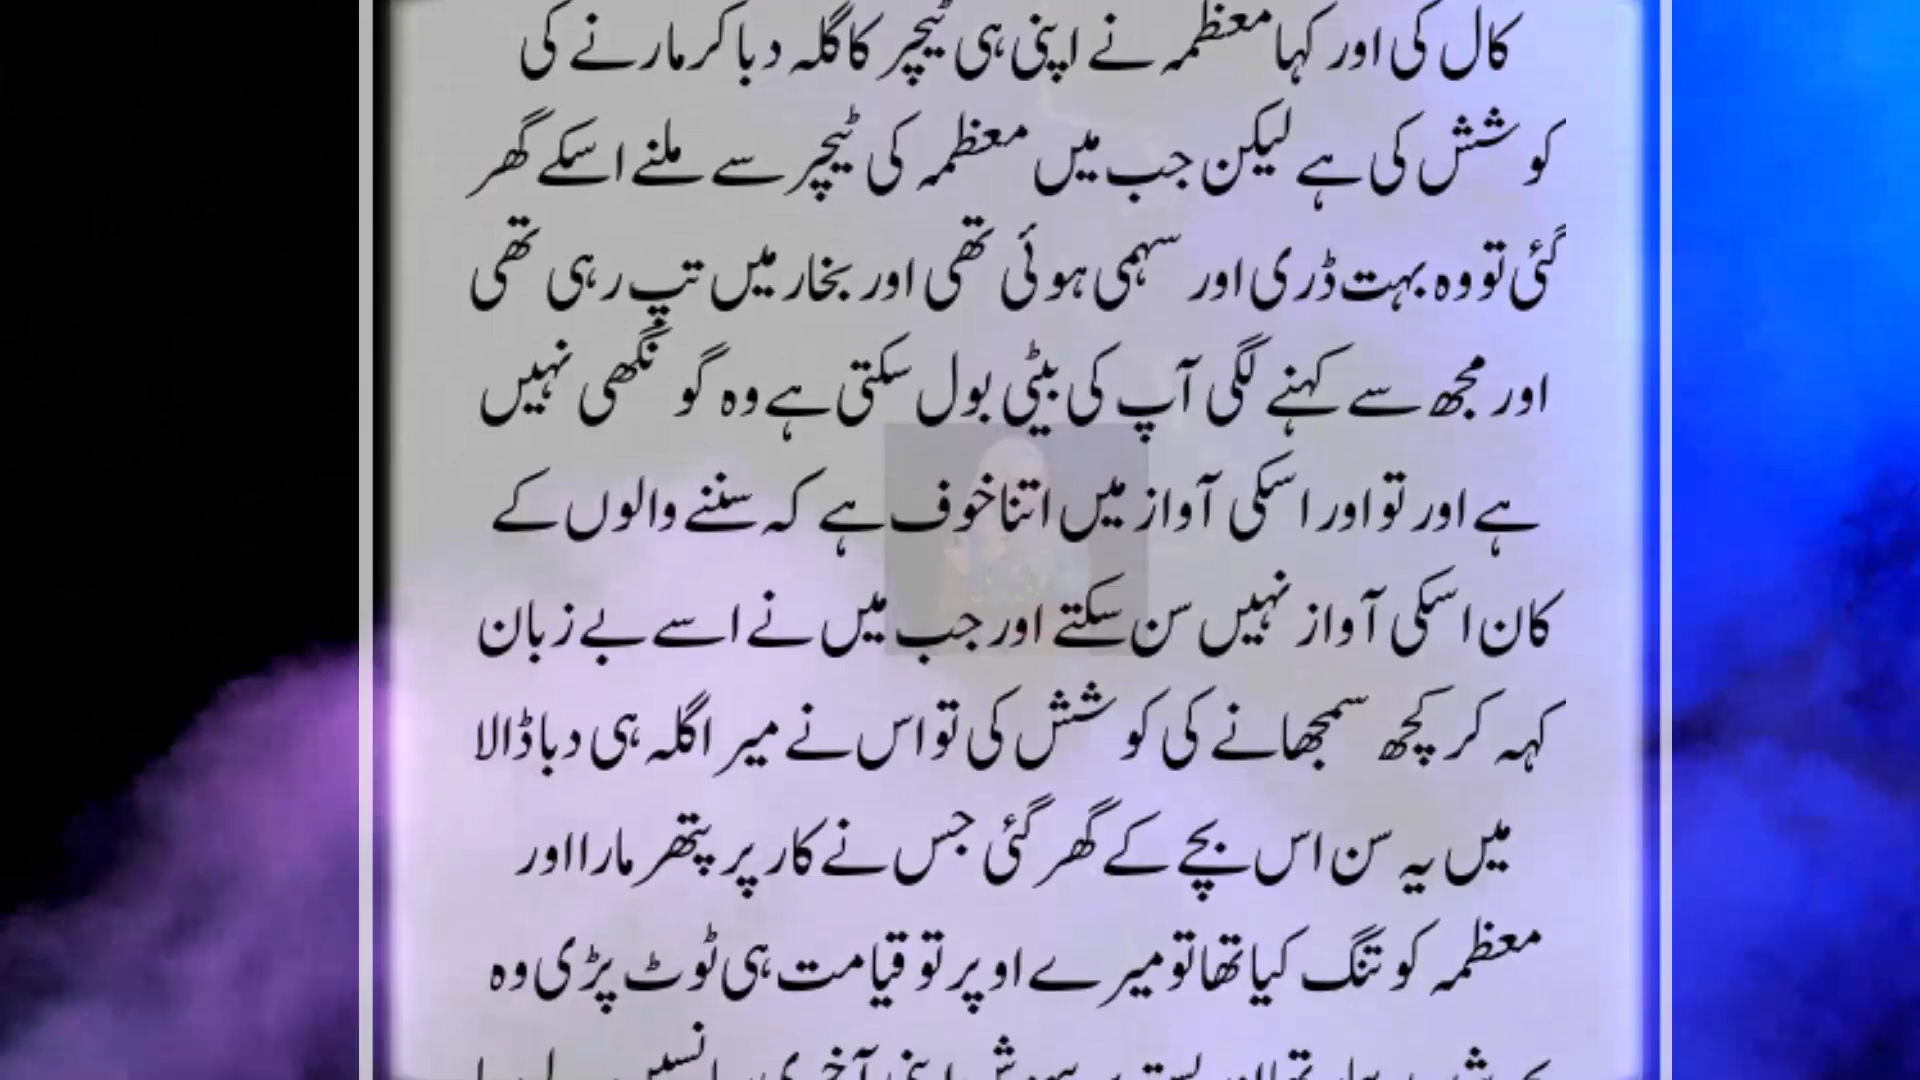 کال کی اور کہا معظمہ نے اپنی ہی ٹیچر کا گلہ دبا کر مارنے کی
کوشش کی ہے لیکن جب میں معظمہ کی ٹیچر سے ملنے اسکے گھر
گئی تو وہ بہت ڈری اور سہمی ہوئی تھی اور بخار میں تپ رہی تھی
اور مجھ سے کہنے لگی آپ کی بیٹی بول سکتی ہے وہ گونگھی نہیں
ہے اور تو اور اسکی آواز میں اتنا خوف ہے کہ سننے والوں کے
کان اسکی آواز نہیں سن سکتے اور جب میں نے اسے بے زبان
کہہ کر کچھ سمجھانے کی کوشش کی تو اس نے میرا گلہ ہی دبا ڈالا
میں یہ سن اس بچے کے گھر گئی جس نے کار پر پتھر مارا اور
معظمہ کو تنگ کیا تھا تو میرے اوپر تو قیامت ہی ٹوٹ پڑی وہ